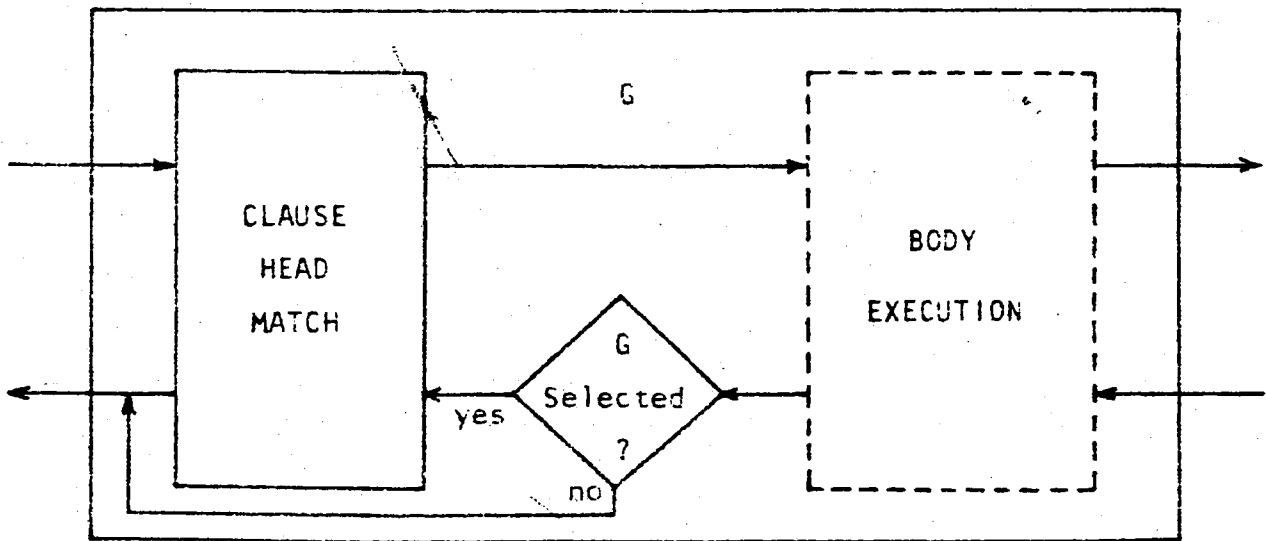 G
CLAUSE
HEAD
MATCH
BODY
EXECUTION
G
Selected
?
yes
no